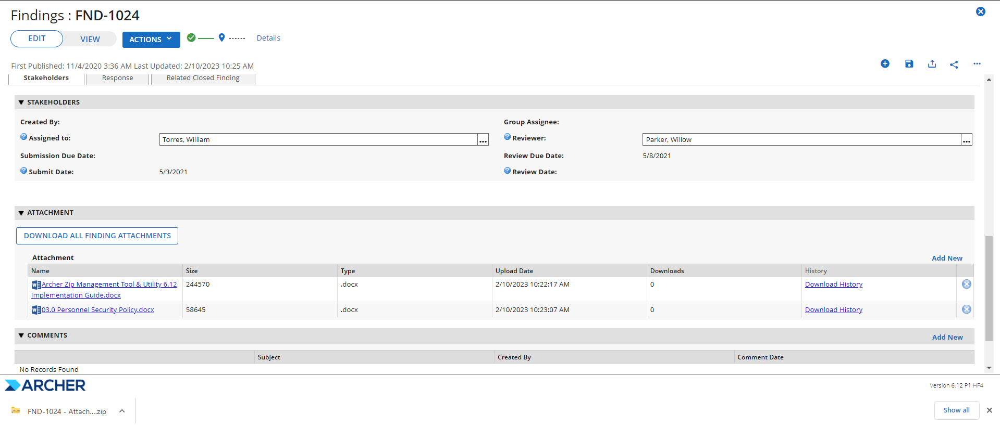 Findings : FND-1024
EDIT VIEW ACTIONS Details
First Published: 11/4/2020 3:36 AM Last Updated: 2/10/2023 10:25 AM
Stakeholders Response Related Closed Finding
STAKEHOLDERS
Created By: Group Assignee:
Assigned to: Torres, William ... Reviewer: Parker, Willow ...
Submission Due Date: Review Due Date: 5/8/2021
Submit Date: 5/3/2021 Review Date:
ATTACHMENT
DOWNLOAD ALL FINDING ATTACHMENTS
Attachment Add New
Name Size Type Upload Date Downloads History
Archer Zip Management Tool & Utility 6.12 244570 .docx 2/10/2023 10:22:17 AM 0 Download History
Implementation Guide.docx
03.0 Personnel Security Policy.docx 58645 .docx 2/10/2023 10:23:07 AM 0 Download History
COMMENTS Add New
Subject Created By Comment Date
No Records Found
ARCHER Version 6.12 P1 HF4
FND-1024 - Attach....zip Show all